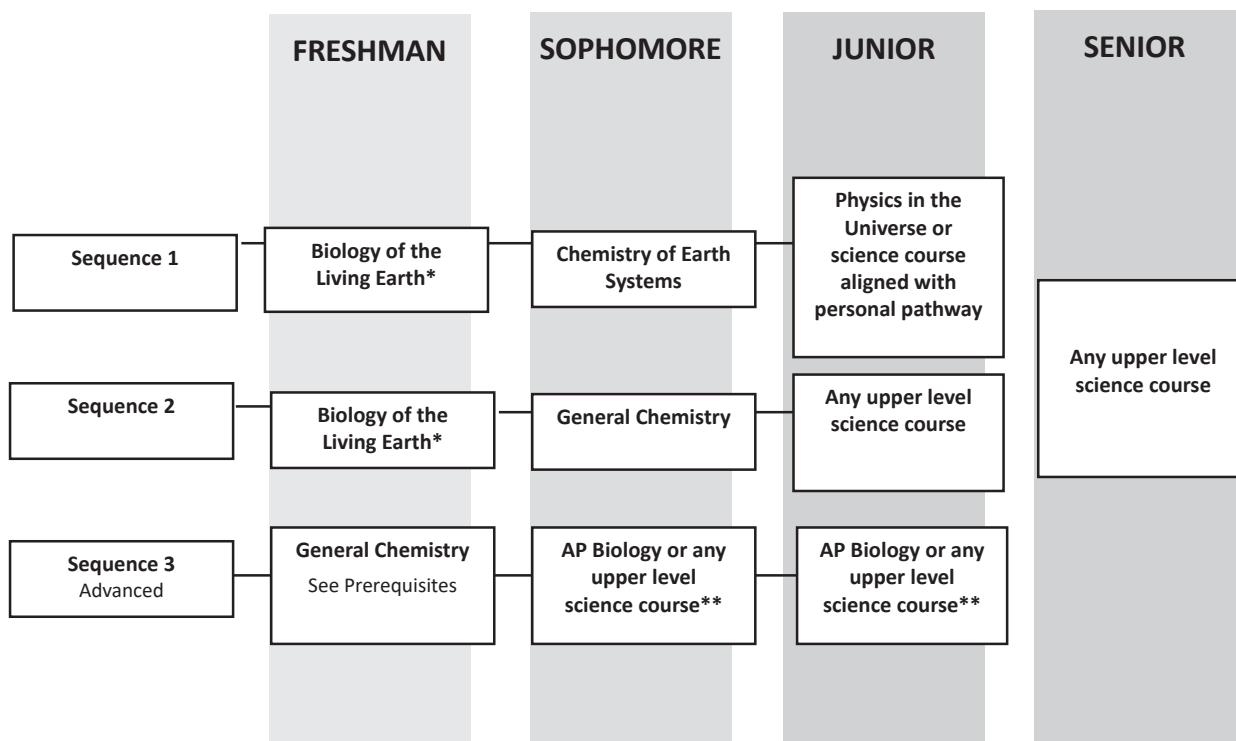 FRESHMAN
SOPHOMORE
JUNIOR
SENIOR
Sequence 1
Biology of the
Living Earth*
Chemistry of Earth
Systems
Physics in the
Universe or
science course
aligned with
personal pathway
Any upper level
science course
Sequence 2
Biology of the
Living Earth*
General Chemistry
Any upper level
science course
Sequence 3
Advanced
General Chemistry
See Prerequisites
AP Biology or any
upper level
science course**
AP Biology or any
upper level
science course**